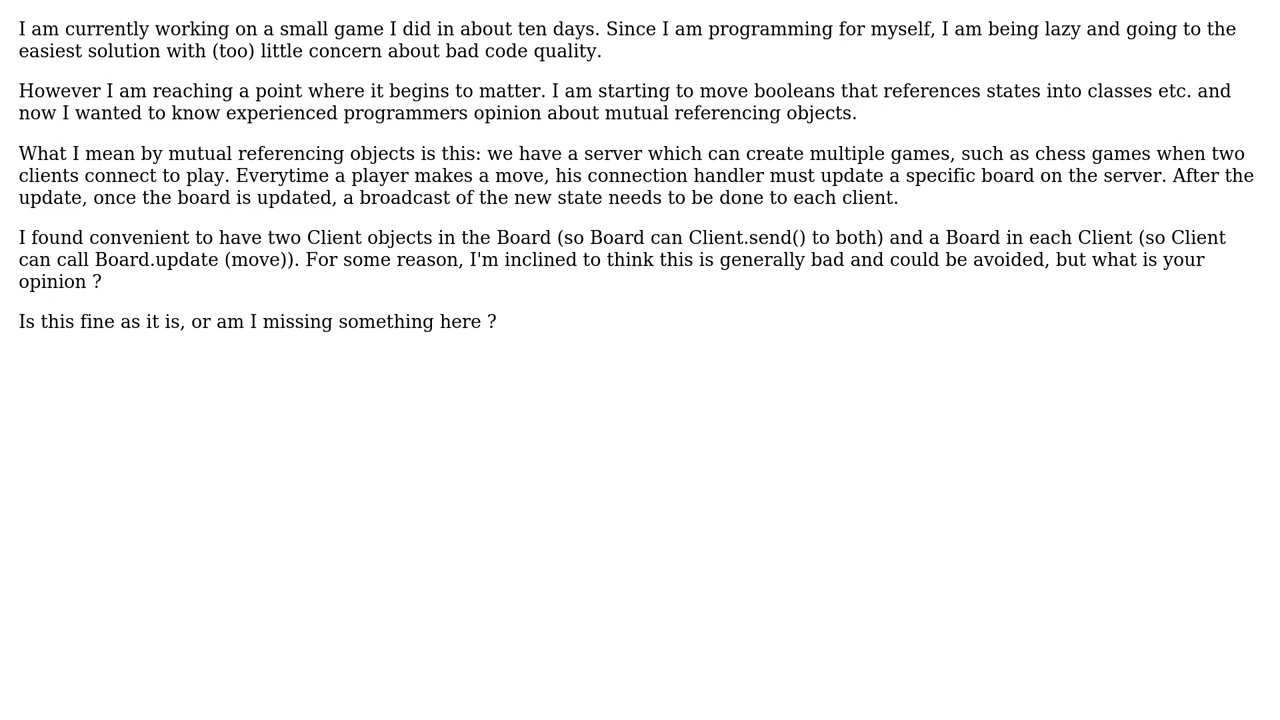 I am currently working on a small game I did in about ten days. Since I am programming for myself, I am being lazy and going to the
easiest solution with (too) little concern about bad code quality.
However I am reaching a point where it begins to matter. I am starting to move booleans that references states into classes etc. and
now I wanted to know experienced programmers opinion about mutual referencing objects.
What I mean by mutual referencing objects is this: we have a server which can create multiple games, such as chess games when two
clients connect to play. Everytime a player makes a move, his connection handler must update a specific board on the server. After the
update, once the board is updated, a broadcast of the new state needs to be done to each client.
I found convenient to have two Client objects in the Board (so Board can Client.send() to both) and a Board in each Client (so Client
can call Board.update (move)). For some reason, I'm inclined to think this is generally bad and could be avoided, but what is your
opinion ?
Is this fine as it is, or am I missing something here ?